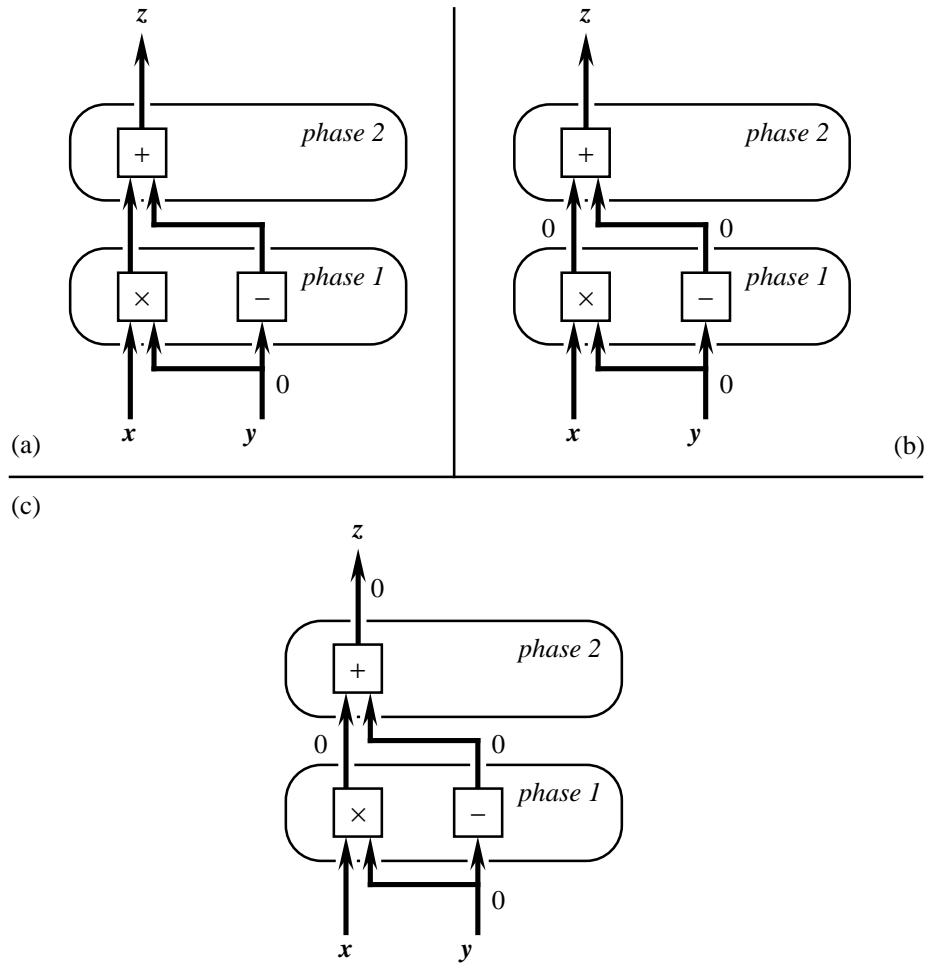 z
phase 2
+
phase 1
× −
0
x y
(a)
z
phase 2
+
0 0
phase 1
× −
0
x y
(b)
(c)
z
0
phase 2
+
0 0
phase 1
× −
0
x y